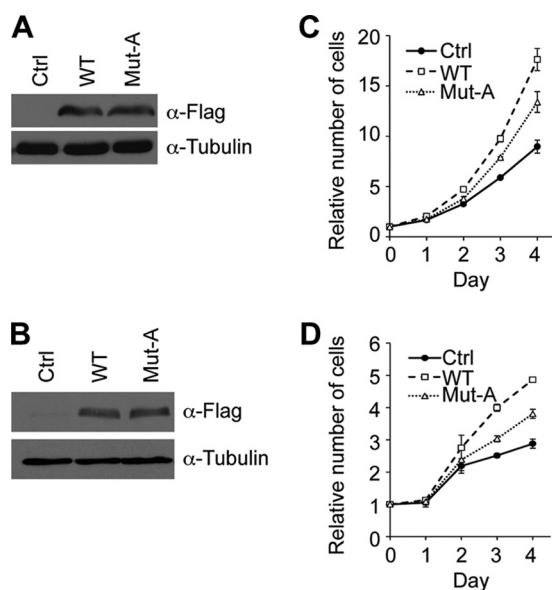 A
Ctrl
WT
Mut-A
α-Flag
α-Tubulin
B
Ctrl
WT
Mut-A
α-Flag
α-Tubulin
C
Relative number of cells
20
15
10
5
0
Ctrl
WT
Mut-A
0 1 2 3 4
Day
D
Relative number of cells
6
5
4
3
2
1
0
Ctrl
WT
Mut-A
0 1 2 3 4
Day